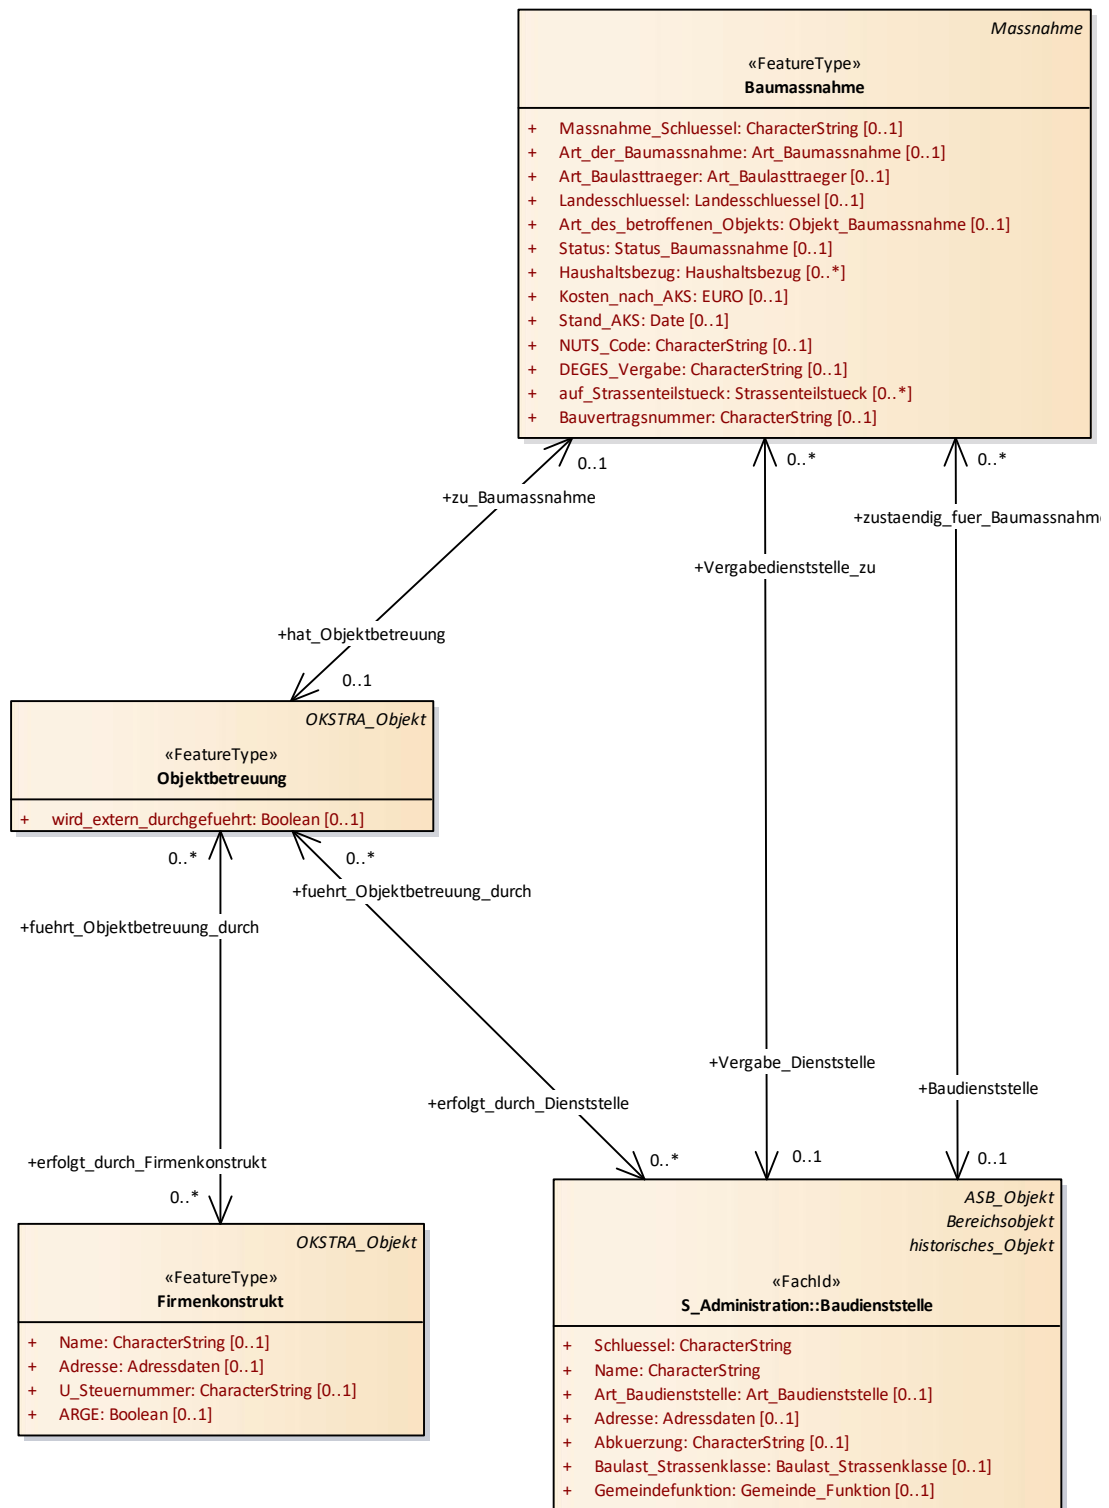 Massnahme
«FeatureType»
Baumassnahme
+ Massnahme_Schluessel: CharacterString [0..1]
+ Art_der_Baumassnahme: Art_Baumassnahme [0..1]
+ Art_Baulasttraeger: Art_Baulasttraeger [0..1]
+ Landesschluessel: Landesschluessel [0..1]
+ Art_des_betroffenen_Objekts: Objekt_Baumassnahme [0..1]
+ Status: Status_Baumassnahme [0..1]
+ Haushaltsbezug: Haushaltsbezug [0..*]
+ Kosten_nach_AKS: EURO [0..1]
+ Stand_AKS: Date [0..1]
+ NUTS_Code: CharacterString [0..1]
+ DEGES_Vergabe: CharacterString [0..1]
+ auf_Strassenteilstueck: Strassenteilstueck [0..*]
+ Bauvertragsnummer: CharacterString [0..1]
0..1
0..*
0..*
+zu_Baumassnahme
+zustaendig_fuer_Baumassnahm
+Vergabedienststelle_zu
+hat_Objektbetreuung
0..1
OKSTRA_Objekt
«FeatureType»
Objektbetreuung
+ wird_extern_durchgefuehrt: Boolean [0..1]
0..*
0..*
+fuehrt_Objektbetreuung_durch
+fuehrt_Objektbetreuung_durch
+Vergabe_Dienststelle
+Baudienststelle
+erfolgt_durch_Dienststelle
+erfolgt_durch_Firmenkonstrukt
0..*
0..1
0..1
0..*
OKSTRA_Objekt
«FeatureType»
Firmenkonstrukt
+ Name: CharacterString [0..1]
+ Adresse: Adressdaten [0..1]
+ U_Steuernummer: CharacterString [0..1]
+ ARGE: Boolean [0..1]
ASB_Objekt
Bereichsobjekt
historisches_Objekt
«FachId»
S_Administration::Baudienststelle
+ Schluessel: CharacterString
+ Name: CharacterString
+ Art_Baudienststelle: Art_Baudienststelle [0..1]
+ Adresse: Adressdaten [0..1]
+ Abkuerzung: CharacterString [0..1]
+ Baulast_Strassenklasse: Baulast_Strassenklasse [0..1]
+ Gemeindefunktion: Gemeinde_Funktion [0..1]